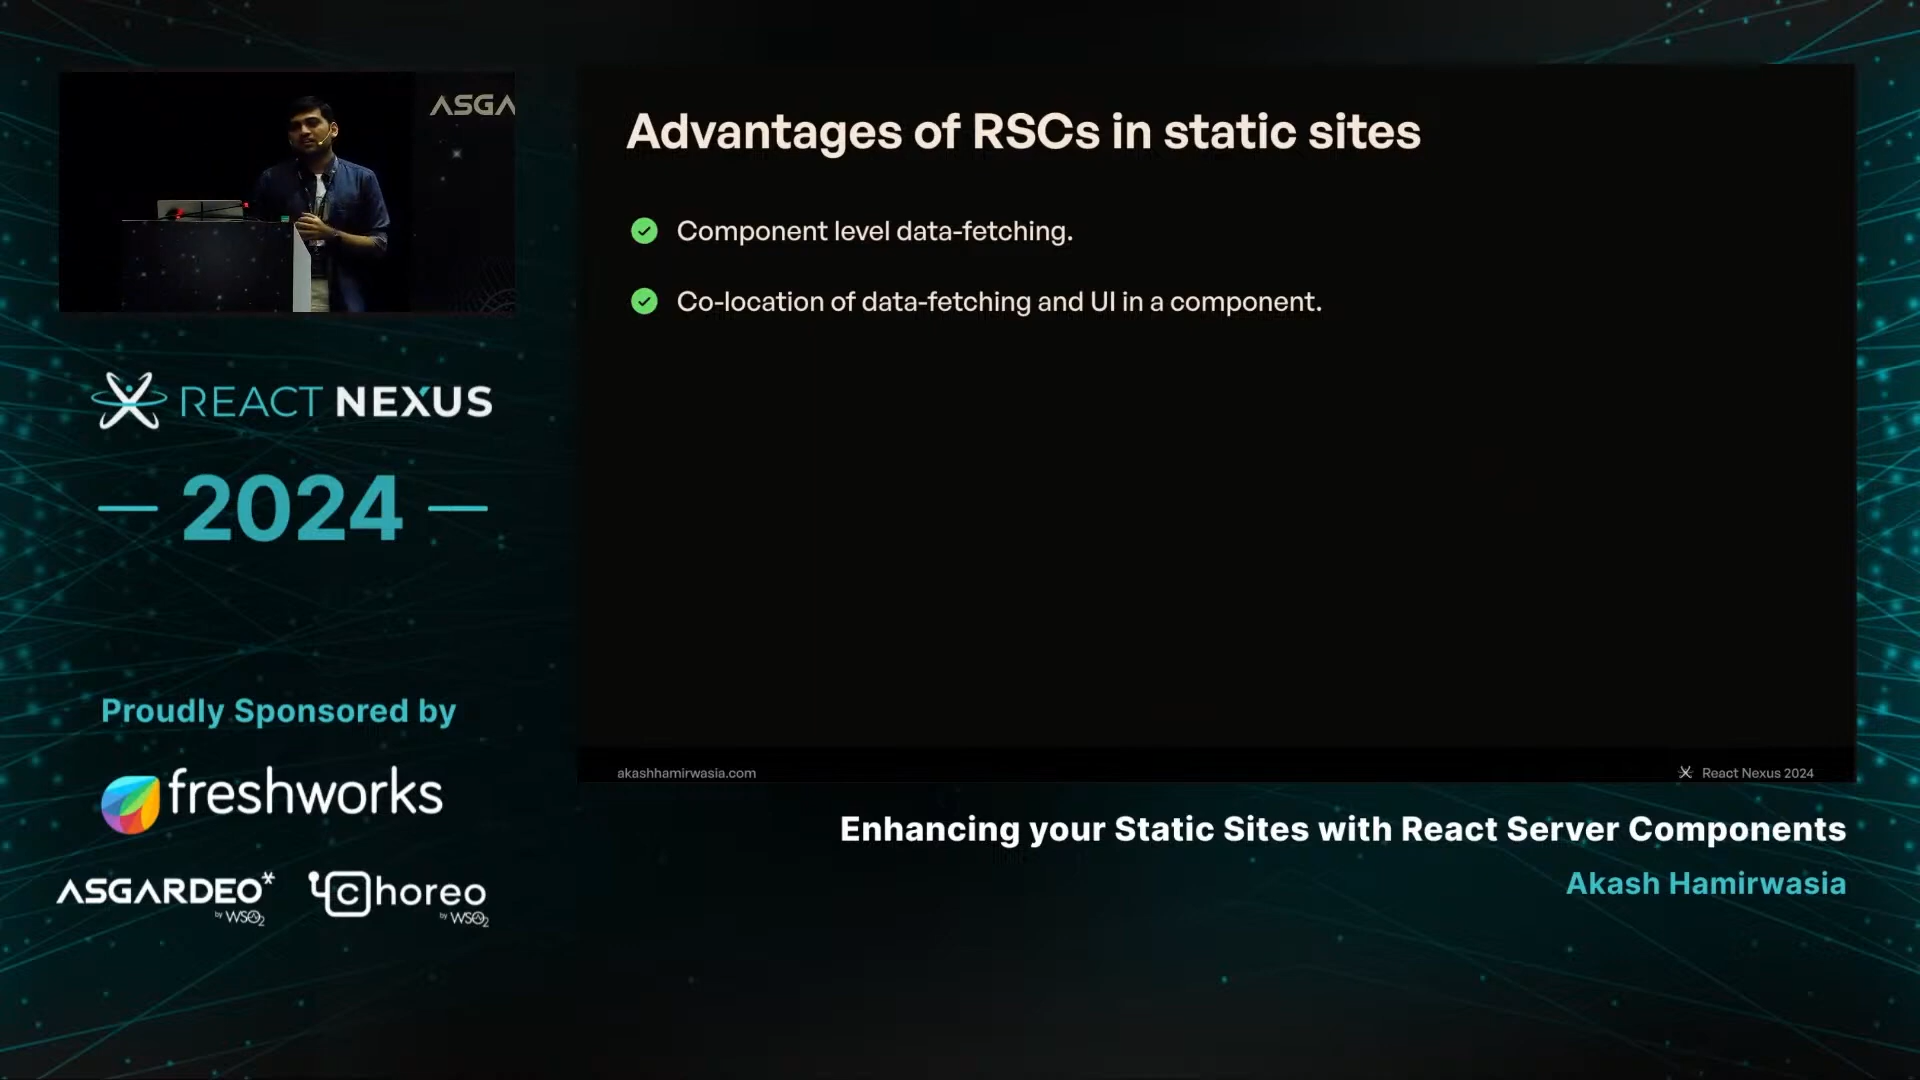 ASGA
REACT NEXUS
2024
Proudly Sponsored by
freshworks
ASGARDEO
by WSO2
choreo
by WSO2
Advantages of RSCs in static sites
Component level data-fetching.
Co-location of data-fetching and UI in a component.
akashhamirwasia.com
React Nexus 2024
Enhancing your Static Sites with React Server Components
Akash Hamirwasia